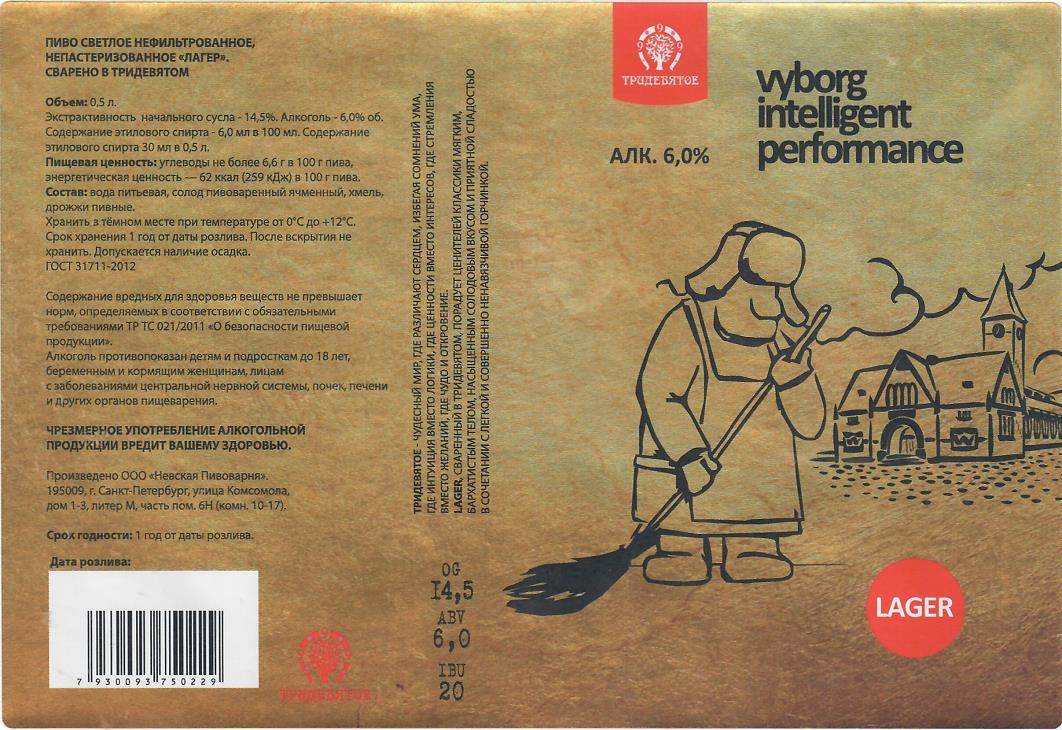 ПИВО СВЕТЛОЕ НЕФИЛЬТРОВАННОЕ,
НЕПАСТЕРИЗОВАННОЕ «ЛАГЕР».
СВАРЕНО В ТРИДЕВЯТОМ
Объем: 0,5 л.
Экстрактивность начального сусла - 14,5%. Алкоголь - 6,0% об.
Содержание этилового спирта - 6,0 мл в 100 мл. Содержание
этилового спирта 30 мл в 0,5 л.
Пищевая ценность: углеводы не более 6,6 г в 100 г пива,
энергетическая ценность — 62 ккал (259 кДж) в 100 г пива.
Состав: вода питьевая, солод пивоваренный ячменный, хмель,
дрожжи пивные.
Хранить в тёмном месте при температуре от 0°С до +12°С.
Срок хранения 1 год от даты розлива. После вскрытия не
хранить. Допускается наличие осадка.
ГОСТ 31711-2012
Содержание вредных для здоровья веществ не превышает
норм, определяемых в соответствии с обязательными
требованиями ТР ТС 021/2011 «О безопасности пищевой
продукции».
Алкоголь противопоказан детям и подросткам до 18 лет,
беременным и кормящим женщинам, лицам
с заболеваниями центральной нервной системы, почек, печени
и других органов пищеварения.
ЧРЕЗМЕРНОЕ УПОТРЕБЛЕНИЕ АЛКОГОЛЬНОЙ
ПРОДУКЦИИ ВРЕДИТ ВАШЕМУ ЗДОРОВЬЮ.
Произведено ООО «Невская Пивоварня».
195009, г. Санкт-Петербург, улица Комсомола,
дом 1-3, литер М, часть пом. 6Н (комн. 10-17).
Срок годности: 1 год от даты розлива.
Дата розлива:
7 930093 750229
999
ТРИДЕВЯТОЕ
ТРИДЕВЯТОЕ - ЧУДЕСНЫЙ МИР, ГДЕ РАЗЛИЧАЮТ СЕРДЦЕМ, ИЗБЕГАЯ СОМНЕНИЙ УМА,
ГДЕ ИНТУИЦИЯ ВМЕСТО ЛОГИКИ, ГДЕ ЦЕННОСТИ ВМЕСТО ИНТЕРЕСОВ, ГДЕ СТРЕМЛЕНИЯ
ВМЕСТО ЖЕЛАНИЙ, ГДЕ ЧУДО И ОТКРОВЕНИЕ.
LAGER, СВАРЕННЫЙ В ТРИДЕВЯТОМ, ПОРАДУЕТ ЦЕНИТЕЛЕЙ КЛАССИКИ МЯГКИМ,
БАРХАТИСТЫМ ТЕЛОМ, НАСЫЩЕННЫМ СОЛОДОВЫМ ВКУСОМ И ПРИЯТНОЙ СЛАДОСТЬЮ
В СОЧЕТАНИИ С ЛЕГКОЙ И СОВЕРШЕННО НЕНАВЯЗЧИВОЙ ГОРЧИНКОЙ.
OG
14,5
ABV
6,0
IBU
20
999
ТРИДЕВЯТОЕ
АЛК. 6,0%
vyborg
intelligent
performance
LAGER